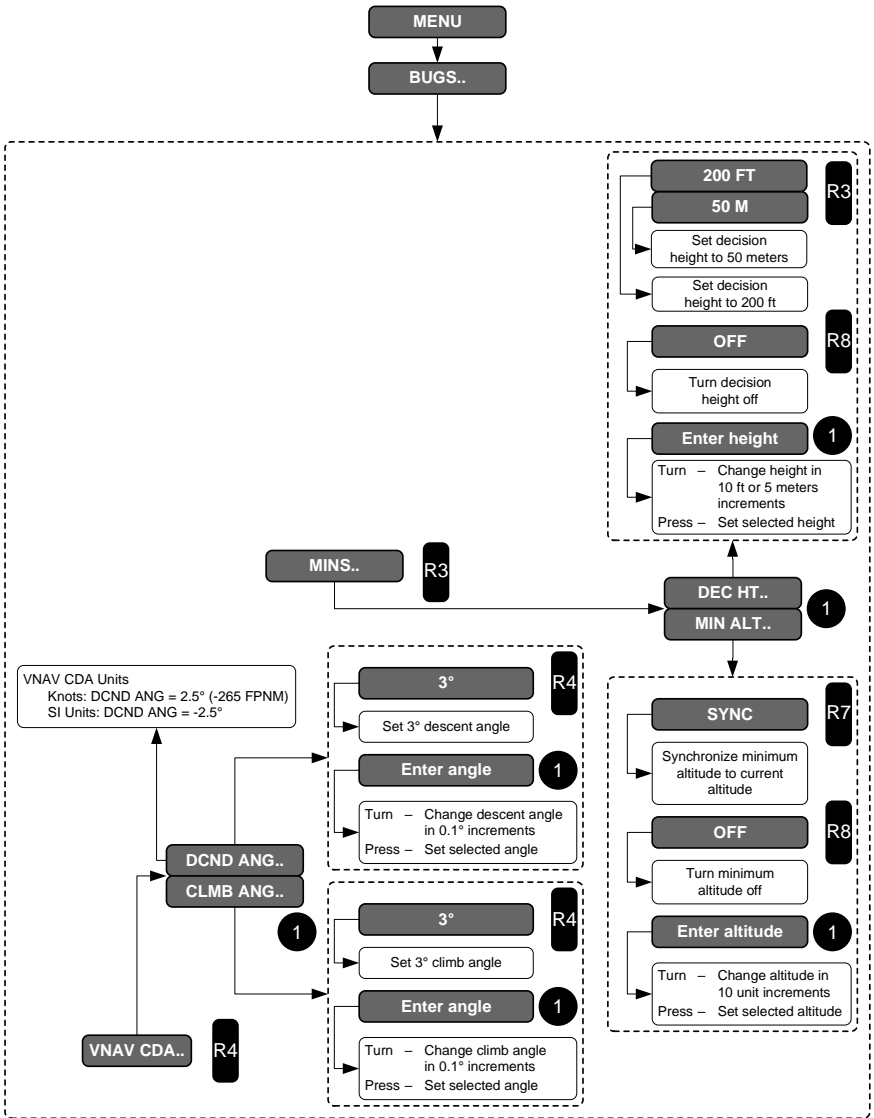 MENU
BUGS..
200 FT
R3
50 M
Set decision
height to 50 meters
Set decision
height to 200 ft
OFF
R8
Turn decision
height off
Enter height
1
Turn – Change height in
10 ft or 5 meters
increments
Press – Set selected height
MINS..
R3
DEC HT..
MIN ALT..
1
VNAV CDA Units
Knots: DCND ANG = 2.5° (-265 FPNM)
SI Units: DCND ANG = -2.5°
3°
R4
Set 3° descent angle
Enter angle
1
Turn – Change descent angle
in 0.1° increments
Press – Set selected angle
SYNC
R7
Synchronize minimum
altitude to current
altitude
OFF
R8
Turn minimum
altitude off
Enter altitude
1
Turn – Change altitude in
10 unit increments
Press – Set selected altitude
DCND ANG..
CLMB ANG..
1
3°
R4
Set 3° climb angle
Enter angle
1
Turn – Change climb angle
in 0.1° increments
Press – Set selected angle
VNAV CDA..
R4